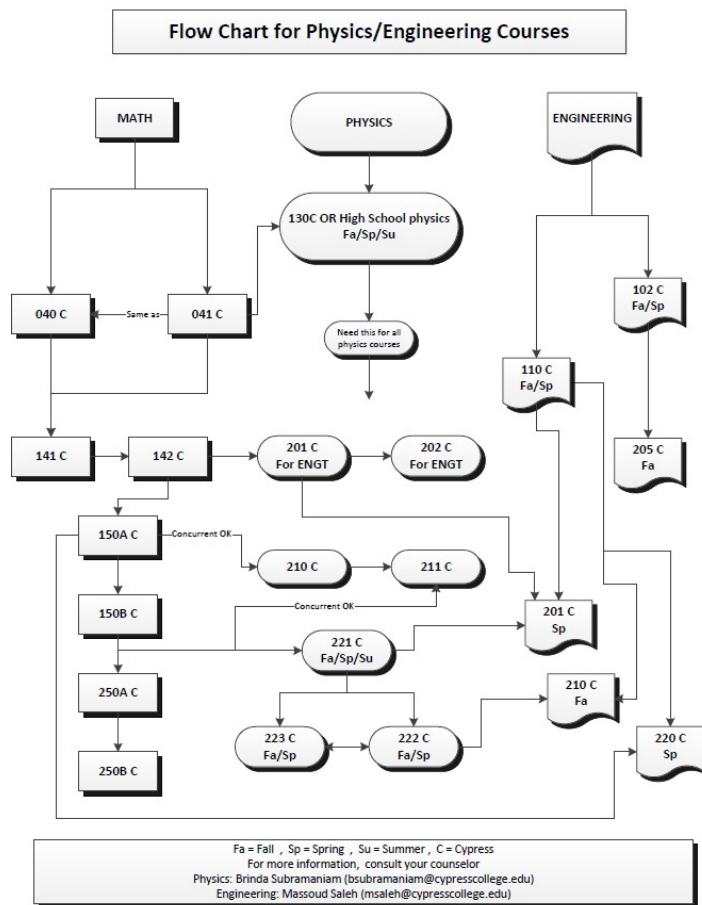 Flow Chart for Physics/Engineering Courses
MATH
PHYSICS
ENGINEERING
130C OR High School physics
Fa/Sp/Su
102 C
Fa/Sp
040 C
Same as
041 C
Need this for all
physics courses
110 C
Fa/Sp
141 C
142 C
201 C
For ENGT
202 C
For ENGT
205 C
Fa
150A C
Concurrent OK
210 C
211 C
150B C
Concurrent OK
201 C
Sp
221 C
Fa/Sp/Su
250A C
210 C
Fa
223 C
Fa/Sp
222 C
Fa/Sp
220 C
Sp
250B C
Fa = Fall , Sp = Spring , Su = Summer , C = Cypress
For more information, consult your counselor
Physics: Brinda Subramaniam (bsubramaniam@cypresscollege.edu)
Engineering: Massoud Saleh (msaleh@cypresscollege.edu)